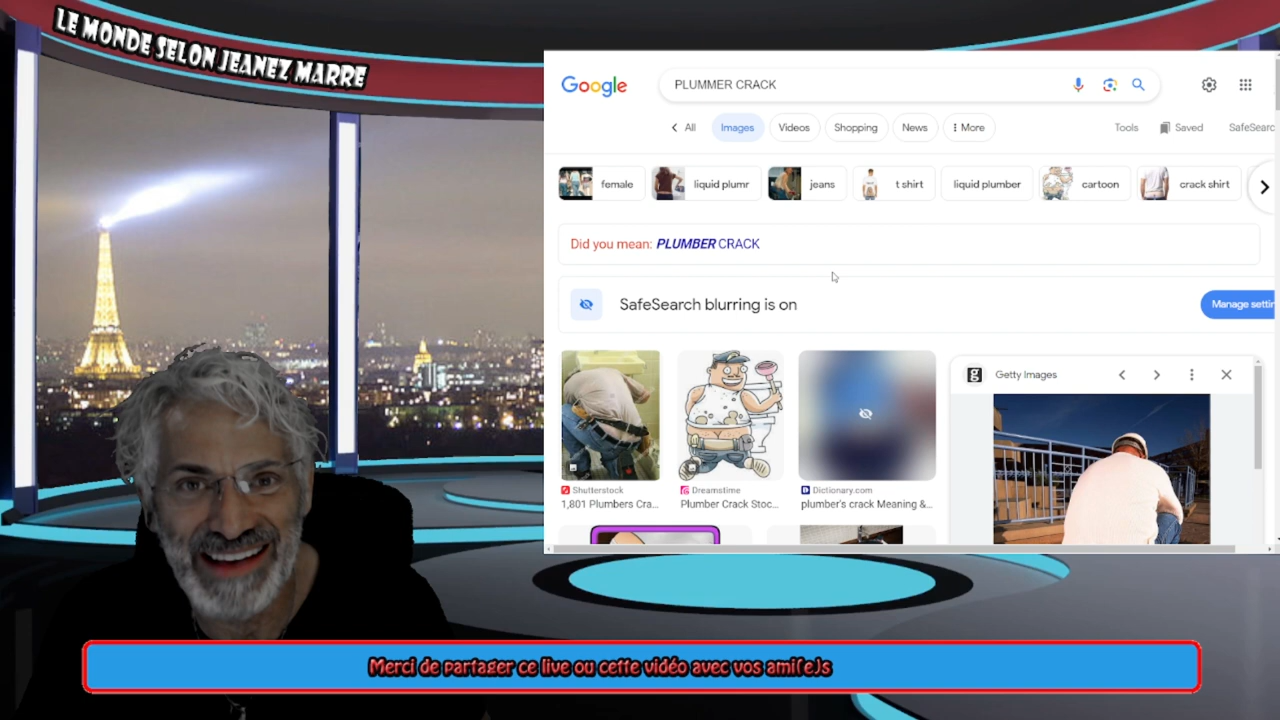 LE MONDE SELON JEANEZ MARRE
Google
PLUMMER CRACK
All
Images
Videos
Shopping
News
More
Tools
Saved
SafeSearc
female
liquid plumr
jeans
t shirt
liquid plumber
cartoon
crack shirt
Did you mean: PLUMBER CRACK
SafeSearch blurring is on
Manage settin
g Getty Images
Shutterstock
1,801 Plumbers Cra...
Dreamstime
Plumber Crack Stoc...
Dictionary.com
plumber's crack Meaning &...
Merci de partager ce live ou cette vidéo avec vos ami(e)s